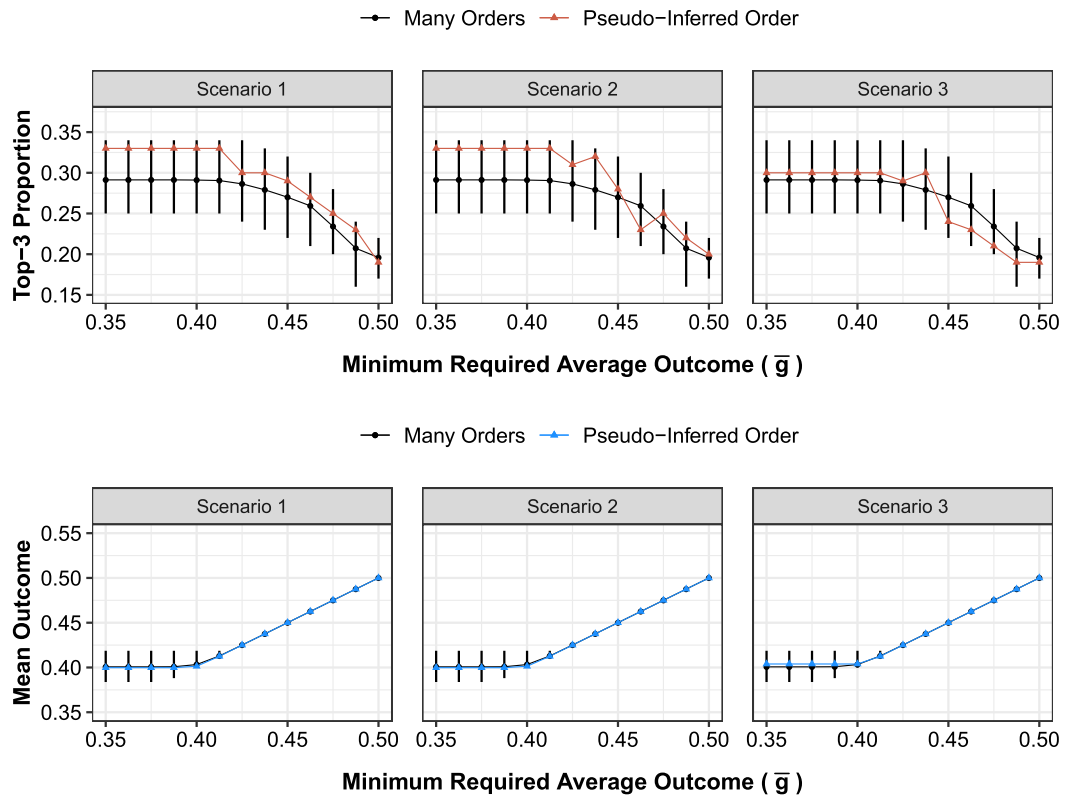 Many Orders Pseudo−Inferred Order
Scenario 1 Scenario 2 Scenario 3
Top−3 Proportion
0.35
0.30
0.25
0.20
0.15
0.35 0.40 0.45 0.50 0.35 0.40 0.45 0.50 0.35 0.40 0.45 0.50
Minimum Required Average Outcome ( g̅ )
Many Orders Pseudo−Inferred Order
Scenario 1 Scenario 2 Scenario 3
Mean Outcome
0.55
0.50
0.45
0.40
0.35
0.35 0.40 0.45 0.50 0.35 0.40 0.45 0.50 0.35 0.40 0.45 0.50
Minimum Required Average Outcome ( g̅ )